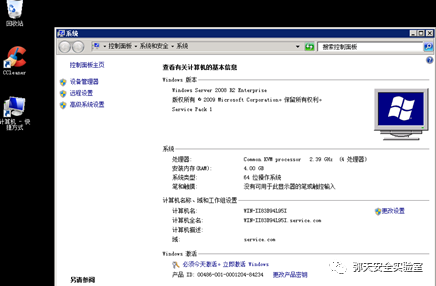 回收站
CCleaner
计算机 - 快
捷方式
系统
控制面板 系统和安全 系统
搜索控制面板
控制面板主页
设备管理器
远程设置
高级系统设置
另请参阅
查看有关计算机的基本信息
Windows 版本
Windows Server 2008 R2 Enterprise
版权所有 © 2009 Microsoft Corporation。保留所有权利。
Service Pack 1
系统
处理器: Common KVM processor 2.39 GHz (4 处理器)
安装内存(RAM): 4.00 GB
系统类型: 64 位操作系统
笔和触摸: 没有可用于此显示器的笔或触控输入
计算机名称、域和工作组设置
计算机名: WIN-II83B94L95I 更改设置
计算机全名: WIN-II83B94L95I.service.com
计算机描述:
域: service.com
Windows 激活
必须今天激活。立即激活 Windows
产品 ID: 00486-001-0001204-84234 更改产品密钥
弥天安全实验室